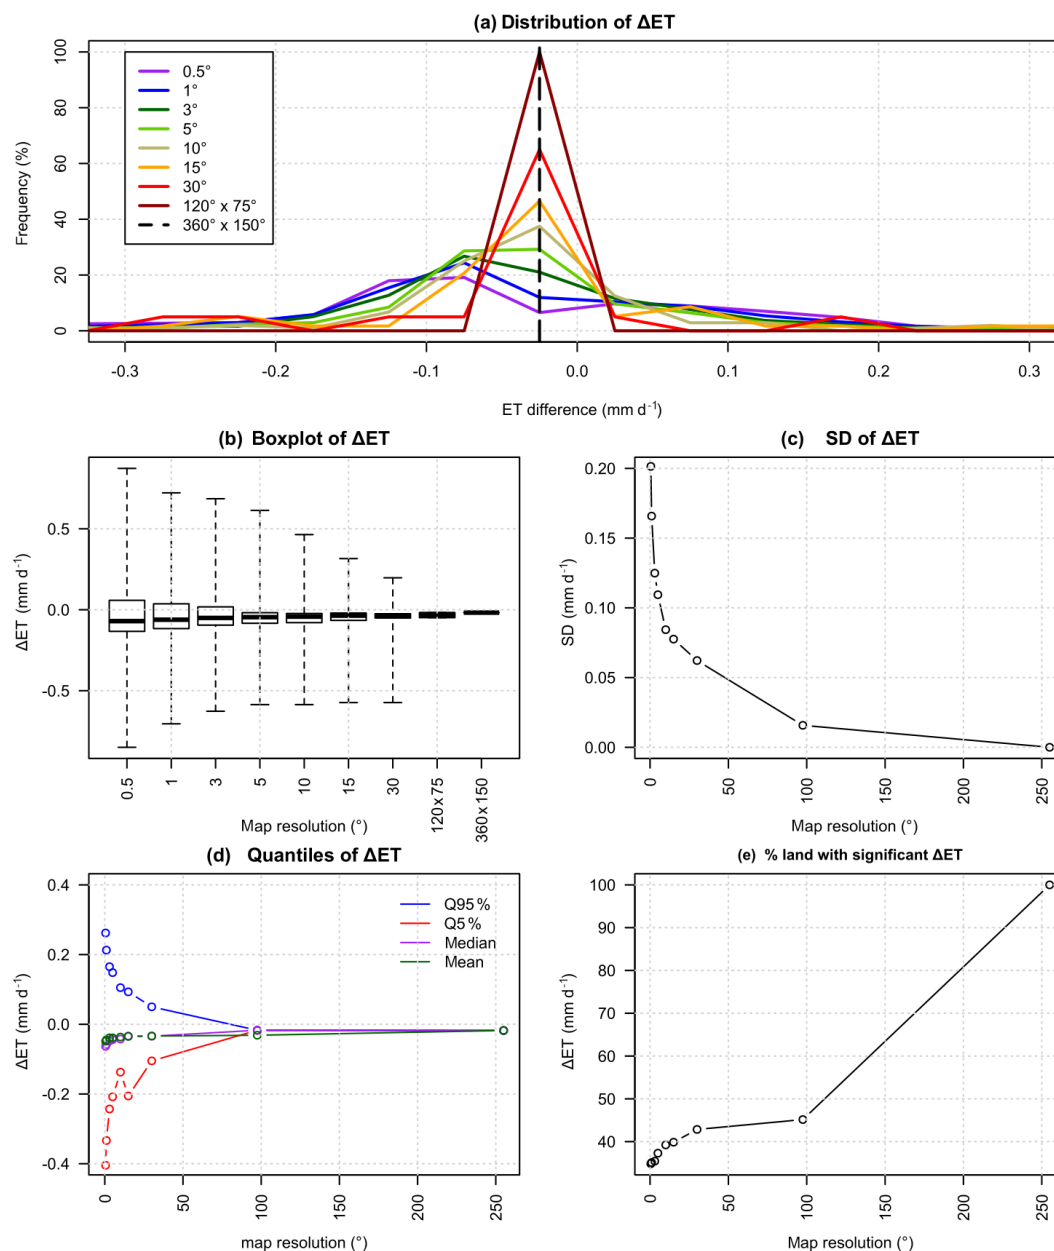 (a) Distribution of ΔET
100
80
60
40
20
0
Frequency (%)
0.5°
1°
3°
5°
10°
15°
30°
120° x 75°
360° x 150°
-0.3 -0.2 -0.1 0.0 0.1 0.2 0.3
ET difference (mm d⁻¹)
(b) Boxplot of ΔET
0.5
0.0
-0.5
ΔET (mm d⁻¹)
0.5 1 3 5 10 15 30 120x75 360x150
Map resolution (°)
(c) SD of ΔET
0.20
0.15
0.10
0.05
0.00
SD (mm d⁻¹)
0 50 100 150 200 250
Map resolution (°)
(d) Quantiles of ΔET
0.4
0.2
0.0
-0.2
-0.4
ΔET (mm d⁻¹)
Q95%
Q5%
Median
Mean
0 50 100 150 200 250
map resolution (°)
(e) % land with significant ΔET
100
90
80
70
60
50
40
ΔET (mm d⁻¹)
0 50 100 150 200 250
Map resolution (°)